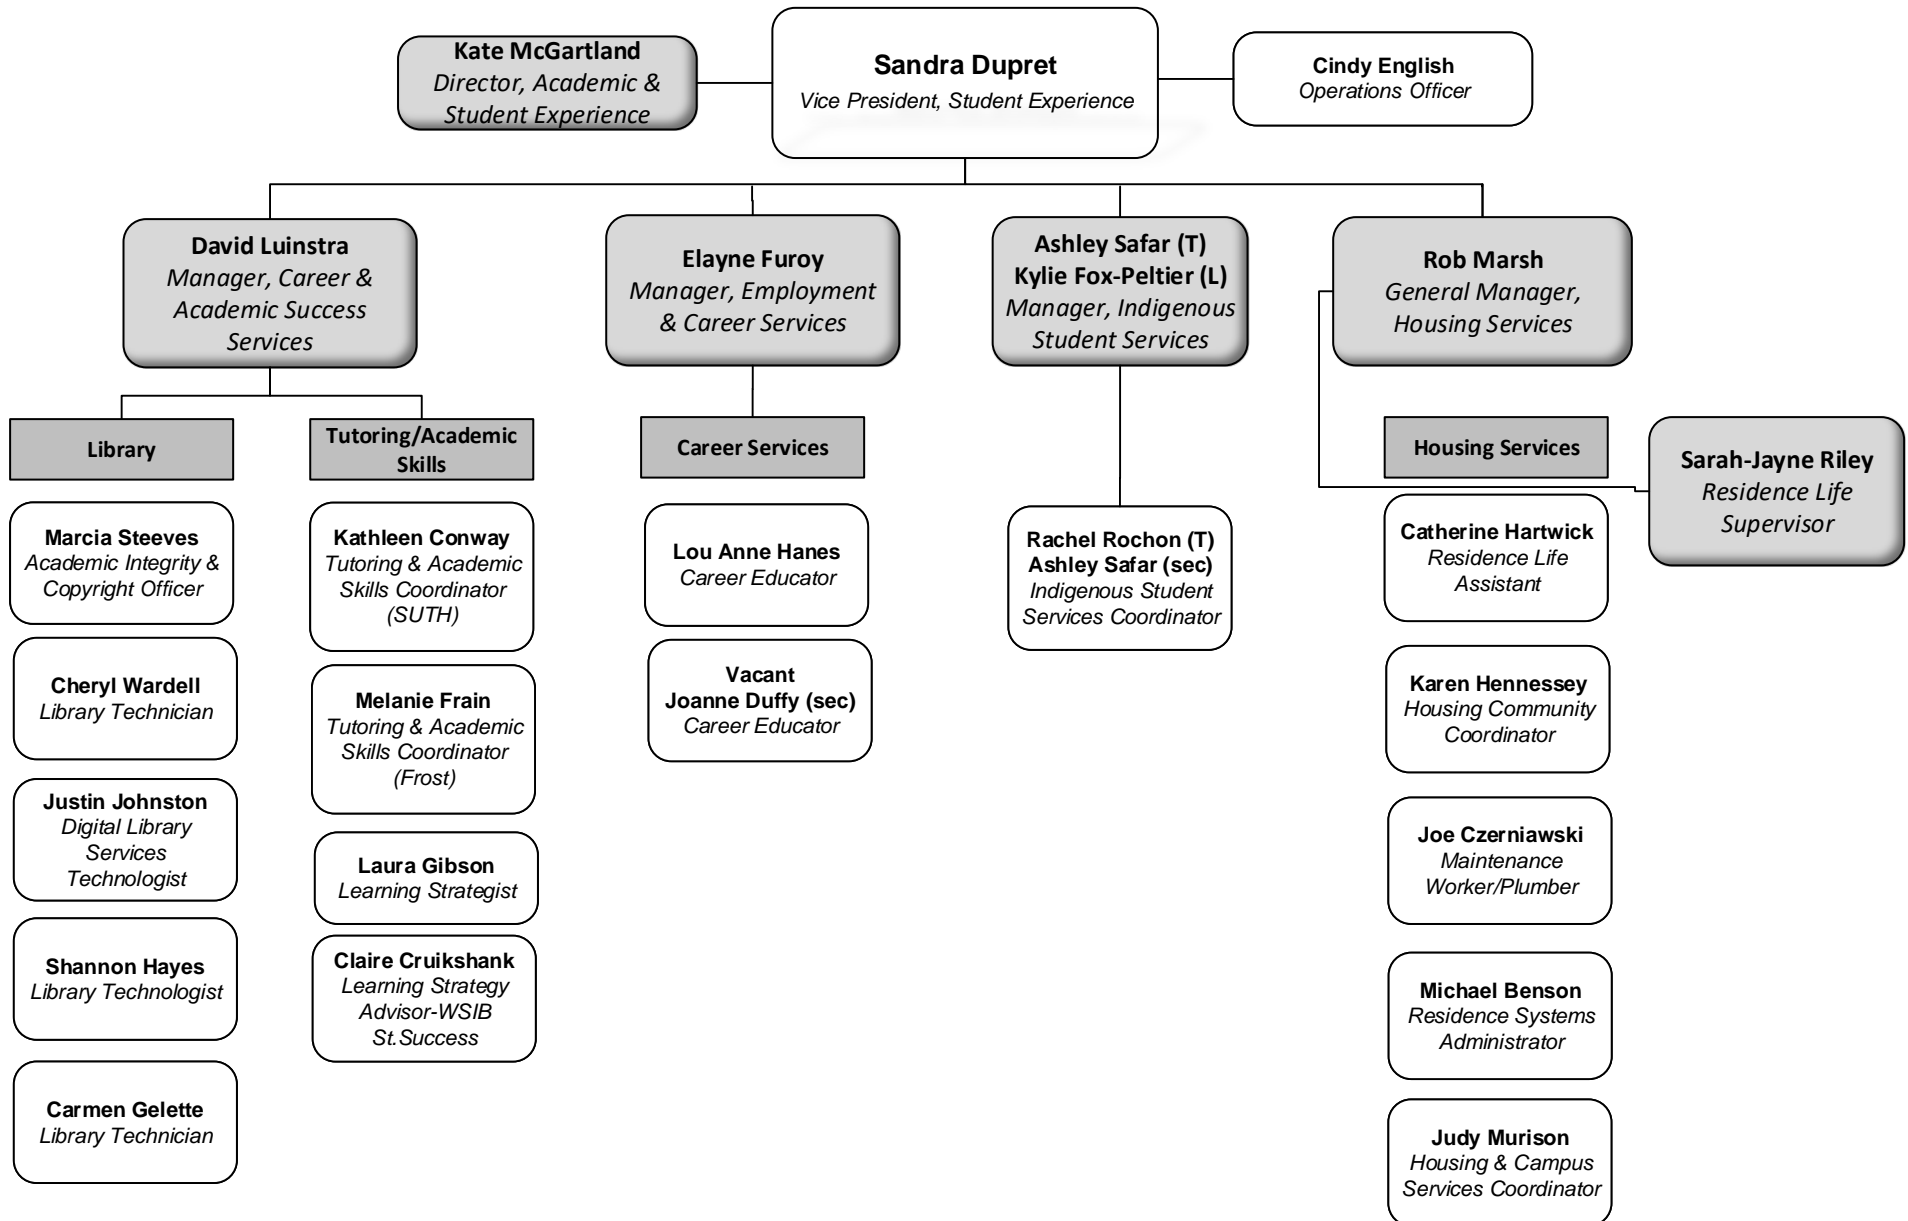 Kate McGartland
Director, Academic &
Student Experience
Sandra Dupret
Vice President, Student Experience
Cindy English
Operations Officer
David Luinstra
Manager, Career &
Academic Success
Services
Elayne Furoy
Manager, Employment
& Career Services
Ashley Safar (T)
Kylie Fox-Peltier (L)
Manager, Indigenous
Student Services
Rob Marsh
General Manager,
Housing Services
Library
Tutoring/Academic
Skills
Career Services
Housing Services
Sarah-Jayne Riley
Residence Life
Supervisor
Marcia Steeves
Academic Integrity &
Copyright Officer
Cheryl Wardell
Library Technician
Justin Johnston
Digital Library
Services
Technologist
Shannon Hayes
Library Technologist
Carmen Gelette
Library Technician
Kathleen Conway
Tutoring & Academic
Skills Coordinator
(SUTH)
Melanie Frain
Tutoring & Academic
Skills Coordinator
(Frost)
Laura Gibson
Learning Strategist
Claire Cruikshank
Learning Strategy
Advisor-WSIB
St.Success
Lou Anne Hanes
Career Educator
Vacant
Joanne Duffy (sec)
Career Educator
Rachel Rochon (T)
Ashley Safar (sec)
Indigenous Student
Services Coordinator
Catherine Hartwick
Residence Life
Assistant
Karen Hennessey
Housing Community
Coordinator
Joe Czerniawski
Maintenance
Worker/Plumber
Michael Benson
Residence Systems
Administrator
Judy Murison
Housing & Campus
Services Coordinator